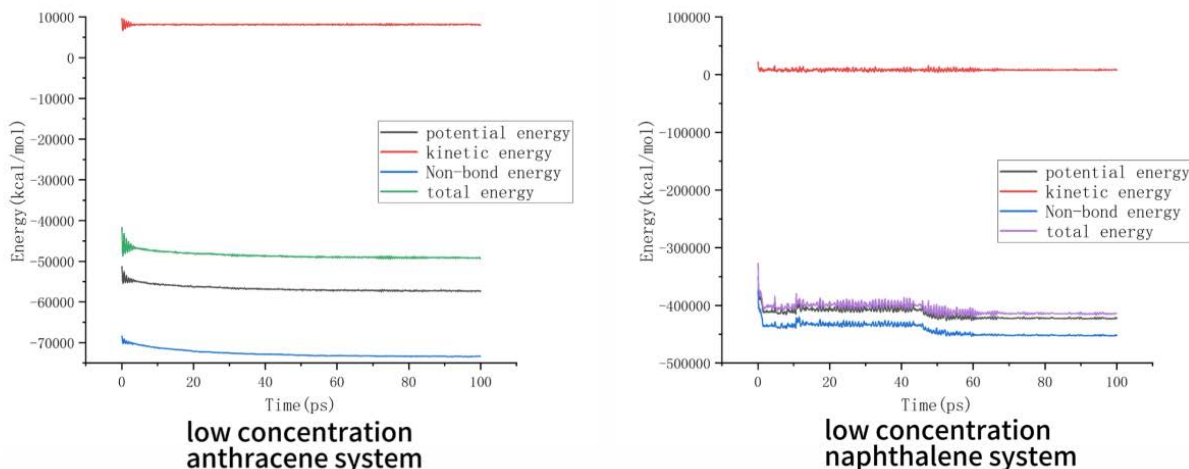 10000
0
-10000
-20000
-30000
-40000
-50000
-60000
-70000
Energy(kcal/mol)
potential energy
kinetic energy
Non-bond energy
total energy
0
20
40
60
80
100
Time(ps)
low concentration
anthracene system
100000
0
-100000
-200000
-300000
-400000
-500000
Energy(kcal/mol)
potential energy
kinetic energy
Non-bond energy
total energy
0
20
40
60
80
100
Time(ps)
low concentration
naphthalene system